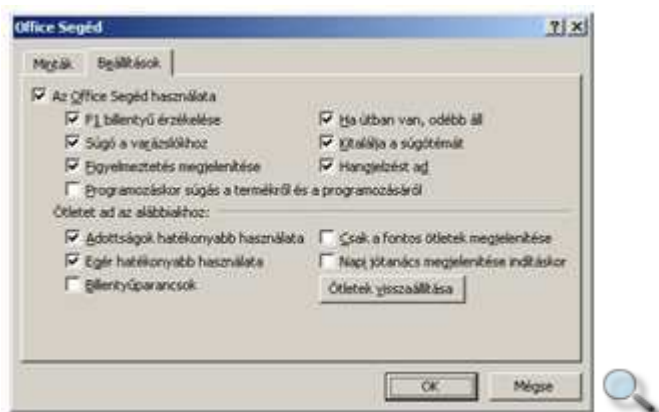 Office Segéd
Minták Beállítások
Az Office Segéd használata
F1 billentyű érzékelése Ha útban van, odébb áll
Súgó a varázslókhoz Kitalálja a súgótémát
Figyelmeztetés megjelenítése Hangjelzést ad
Programozáskor súgás a termékről és a programozásáról
Ötletet ad az alábbiakhoz:
Adottságok hatékonyabb használata Csak a fontos ötletek megjelenítése
Egér hatékonyabb használata Napi jótanács megjelenítése indításkor
Billentyűparancsok Ötletek visszaállítása
OK Mégse